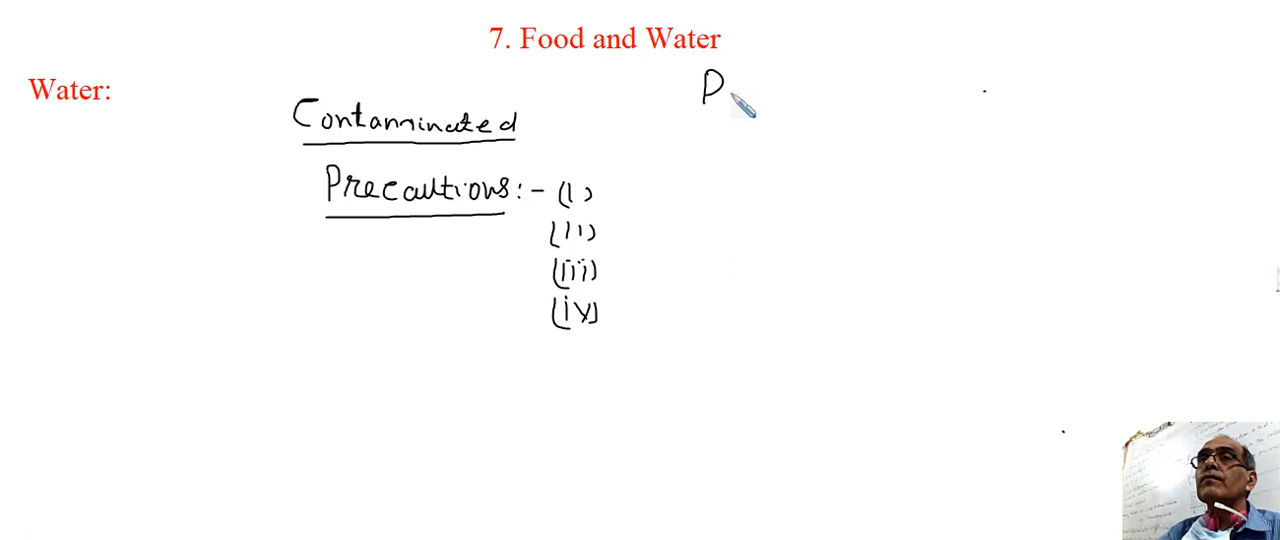 7. Food and Water
Water:
P
Contaminated
Precautions:- (i)
(ii)
(iii)
(iv)